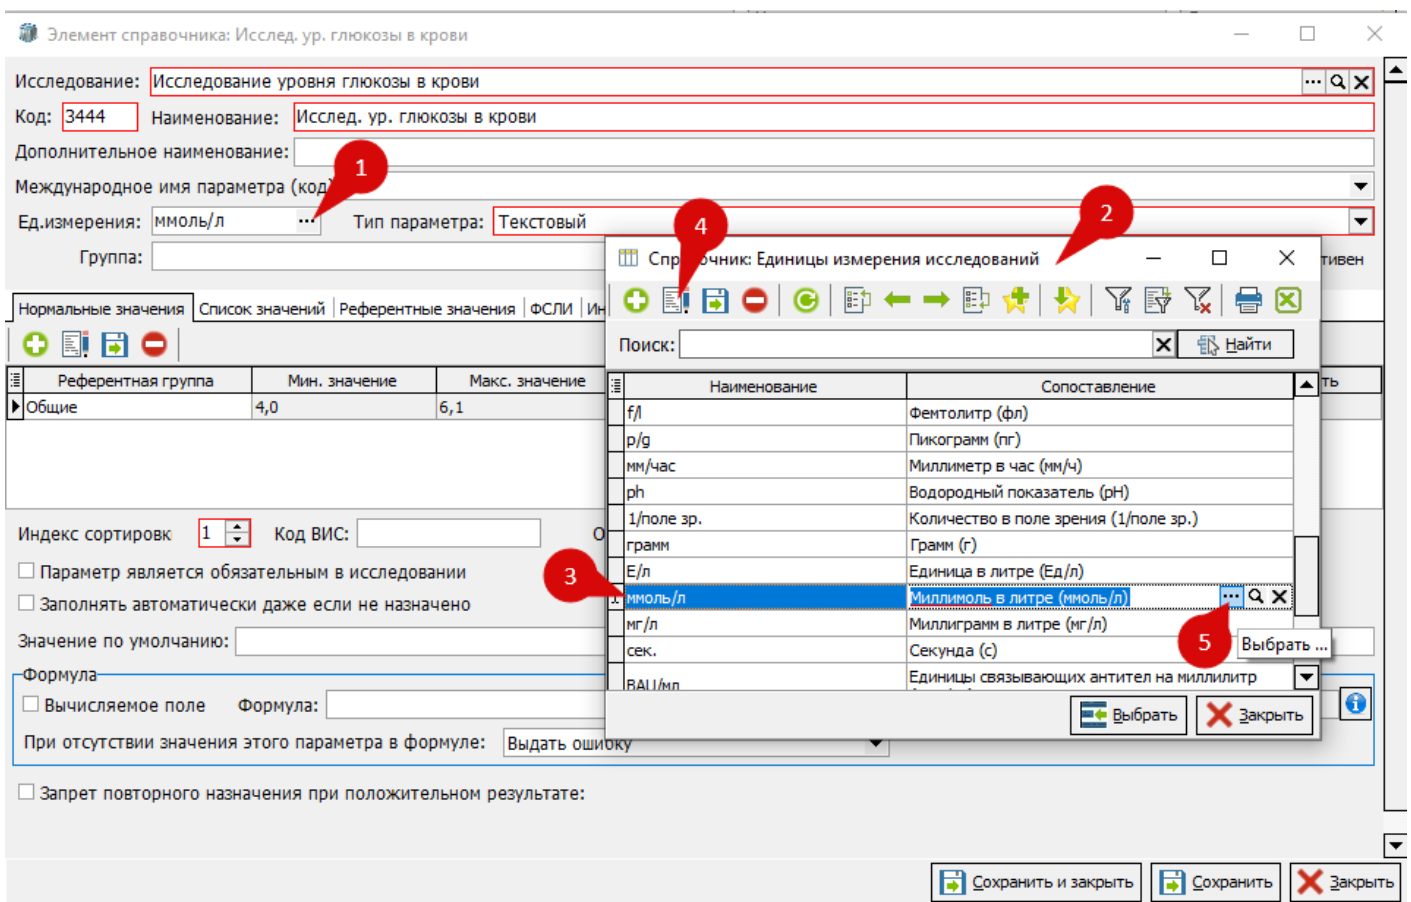 Элемент справочника: Исслед. ур. глюкозы в крови
Исследование: Исследование уровня глюкозы в крови
Код: 3444 Наименование: Исслед. ур. глюкозы в крови
Дополнительное наименование:
1
Международное имя параметра (код)
Ед.измерения: ммоль/л ... Тип параметра: Текстовый
Группа:
тивен
4
2
Справочник: Единицы измерения исследований
Поиск: Найти
Наименование Сопоставление
f/l Фемтолитр (фл)
p/g Пикограмм (пг)
мм/час Миллиметр в час (мм/ч)
ph Водородный показатель (pH)
1/поле зр. Количество в поле зрения (1/поле зр.)
грамм Грамм (г)
Е/л Единица в литре (Ед/л)
3
ммоль/л Миллимоль в литре (ммоль/л) ...
мг/л Миллиграмм в литре (мг/л)
5
Выбрать ...
сек. Секунда (с)
BAU/мл Единицы связывающих антител на миллилитр
Выбрать Закрыть
Нормальные значения Список значений Референтные значения ФСЛИ Ин
Референтная группа Мин. значение Макс. значение ть
Общие 4,0 6,1
Индекс сортировк 1 Код ВИС: О
Параметр является обязательным в исследовании
Заполнять автоматически даже если не назначено
Значение по умолчанию:
Формула
Вычисляемое поле Формула:
При отсутствии значения этого параметра в формуле: Выдать ошибку
Запрет повторного назначения при положительном результате:
Сохранить и закрыть Сохранить Закрыть